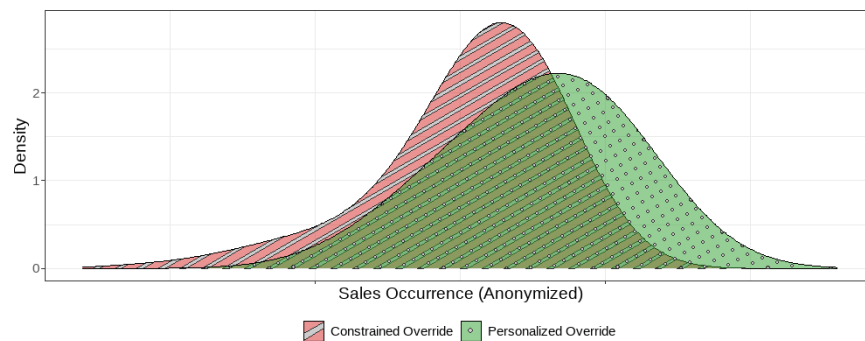 Density
2
1
0
Sales Occurrence (Anonymized)
Constrained Override Personalized Override